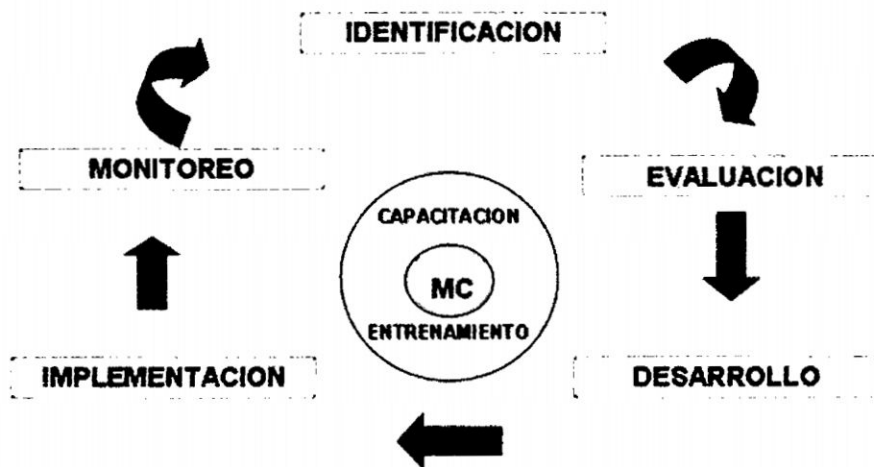 IDENTIFICACION
MONITOREO
EVALUACION
CAPACITACION
MC
ENTRENAMIENTO
IMPLEMENTACION
DESARROLLO